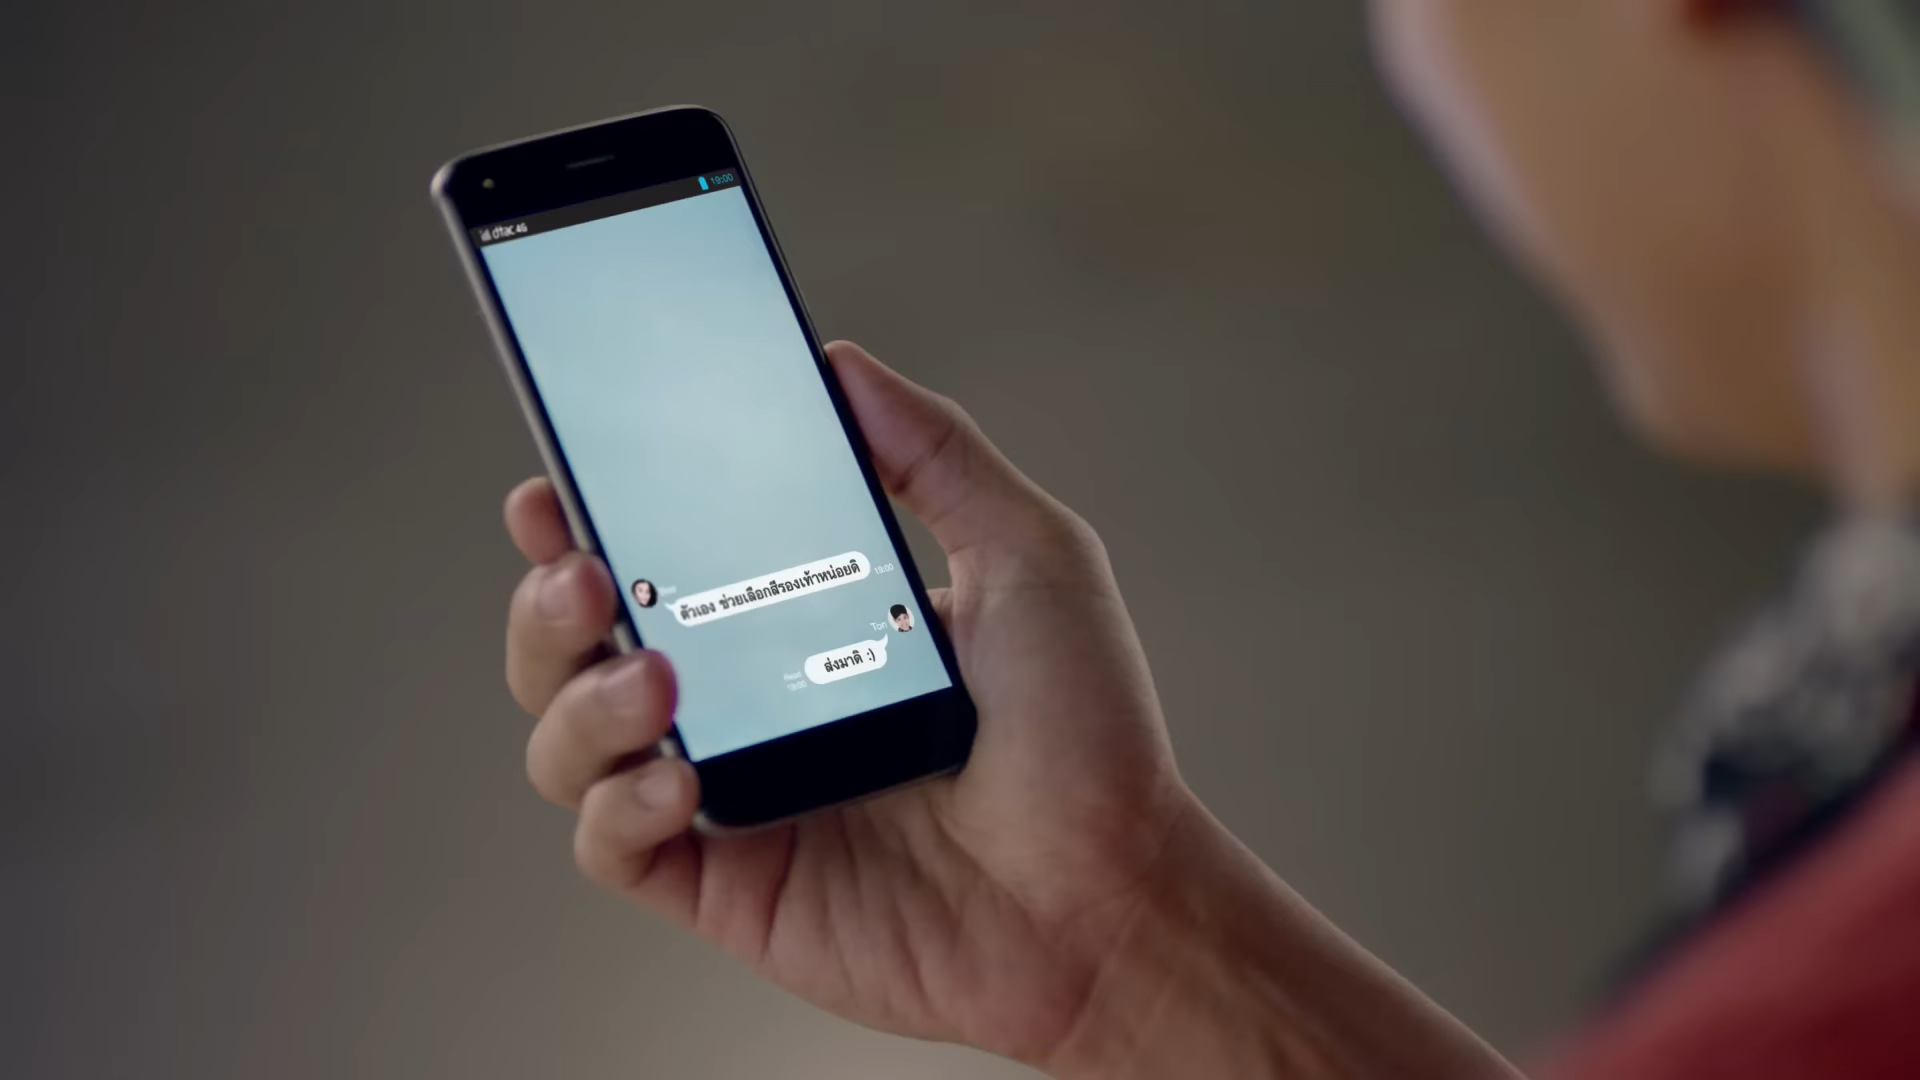 dtac 4G
19:00
ตัวเอง ช่วยเลือกสีรองเท้าหน่อยดิ
19:00
Ton
ส่งมาดิ :)
Read
19:00